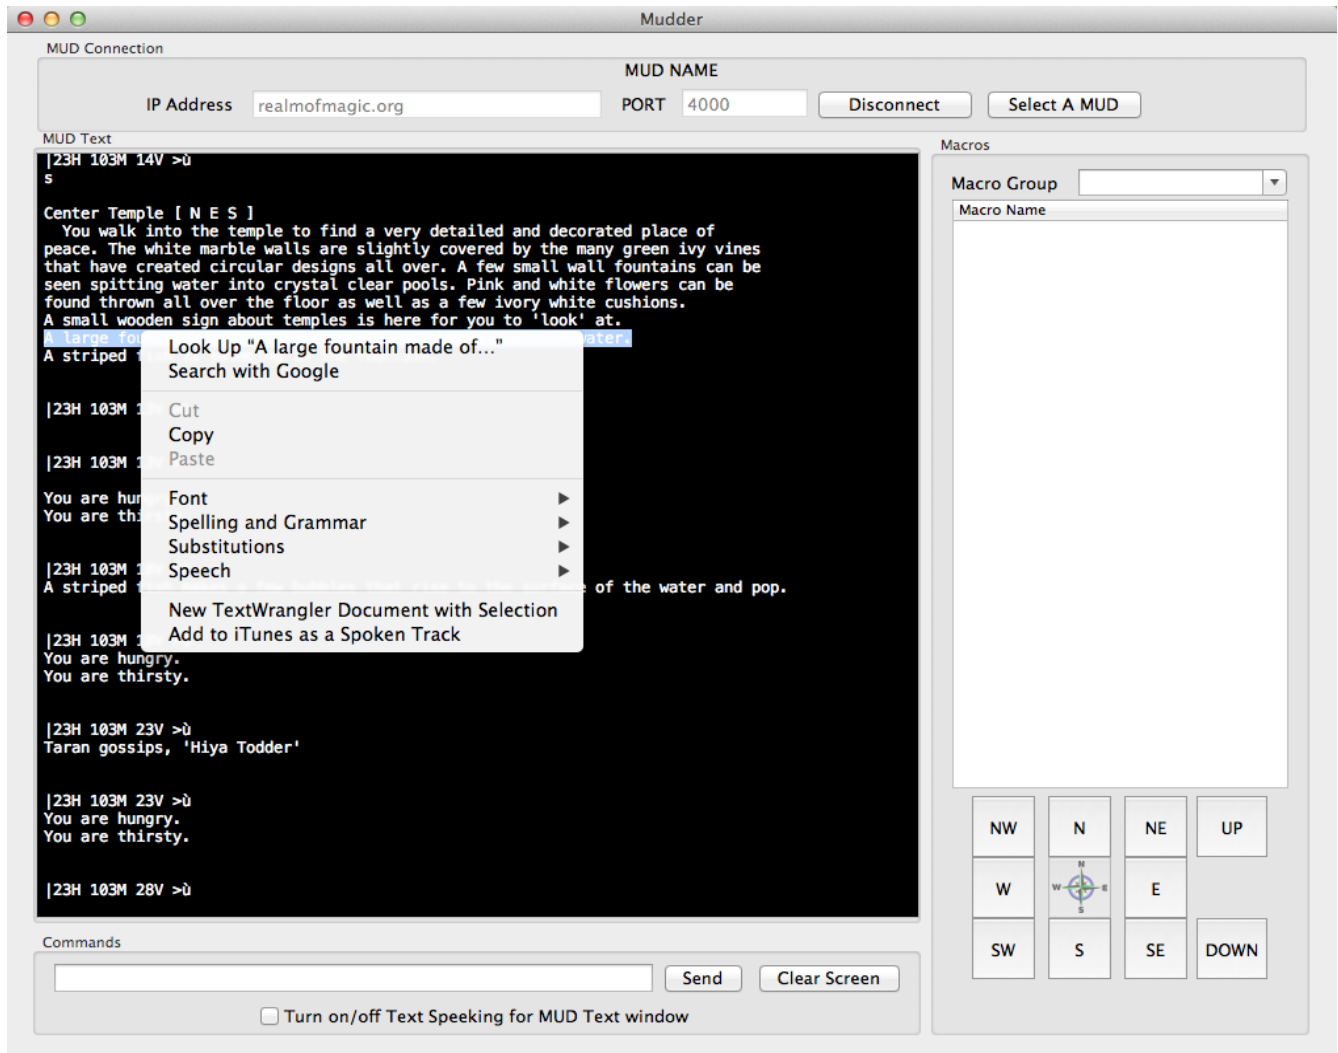 Mudder
MUD Connection
MUD NAME
IP Address realmofmagic.org PORT 4000 Disconnect Select A MUD
MUD Text
|23H 103M 14V >ù
s
Center Temple [ N E S ]
You walk into the temple to find a very detailed and decorated place of
peace. The white marble walls are slightly covered by the many green ivy vines
that have created circular designs all over. A few small wall fountains can be
seen spitting water into crystal clear pools. Pink and white flowers can be
found thrown all over the floor as well as a few ivory white cushions.
A small wooden sign about temples is here for you to 'look' at.
A large water.
A striped
|23H 103M
|23H 103M
You are
You are
|23H 103M
A striped of the water and pop.
|23H 103M
You are hungry.
You are thirsty.
|23H 103M 23V >ù
Taran gossips, 'Hiya Todder'
|23H 103M 23V >ù
You are hungry.
You are thirsty.
|23H 103M 28V >ù
Look Up "A large fountain made of..."
Search with Google
Cut
Copy
Paste
Font
Spelling and Grammar
Substitutions
Speech
New TextWrangler Document with Selection
Add to iTunes as a Spoken Track
Macros
Macro Group
Macro Name
NW N NE UP
N
W W E E
S
SW S SE DOWN
Commands
Send Clear Screen
Turn on/off Text Speeking for MUD Text window